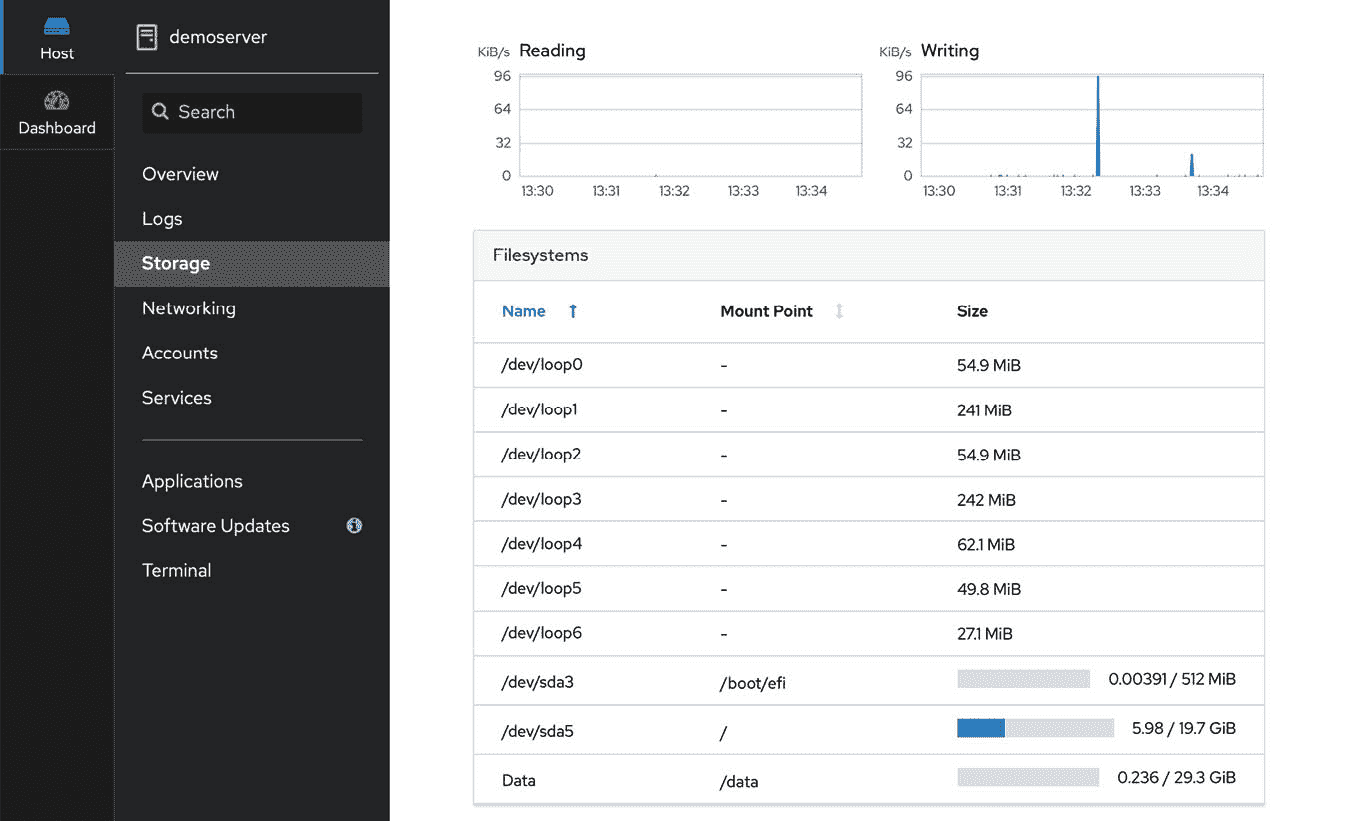 Host
Dashboard
demoserver
Search
Overview
Logs
Storage
Networking
Accounts
Services
Applications
Software Updates
Terminal
KiB/s Reading
96
64
32
0
13:30 13:31 13:32 13:33 13:34
KiB/s Writing
96
64
32
0
13:30 13:31 13:32 13:33 13:34
Filesystems
Name Mount Point Size
/dev/loop0 - 54.9 MiB
/dev/loop1 - 241 MiB
/dev/loop2 - 54.9 MiB
/dev/loop3 - 242 MiB
/dev/loop4 - 62.1 MiB
/dev/loop5 - 49.8 MiB
/dev/loop6 - 27.1 MiB
/dev/sda3 /boot/efi 0.00391 / 512 MiB
/dev/sda5 / 5.98 / 19.7 GiB
Data /data 0.236 / 29.3 GiB